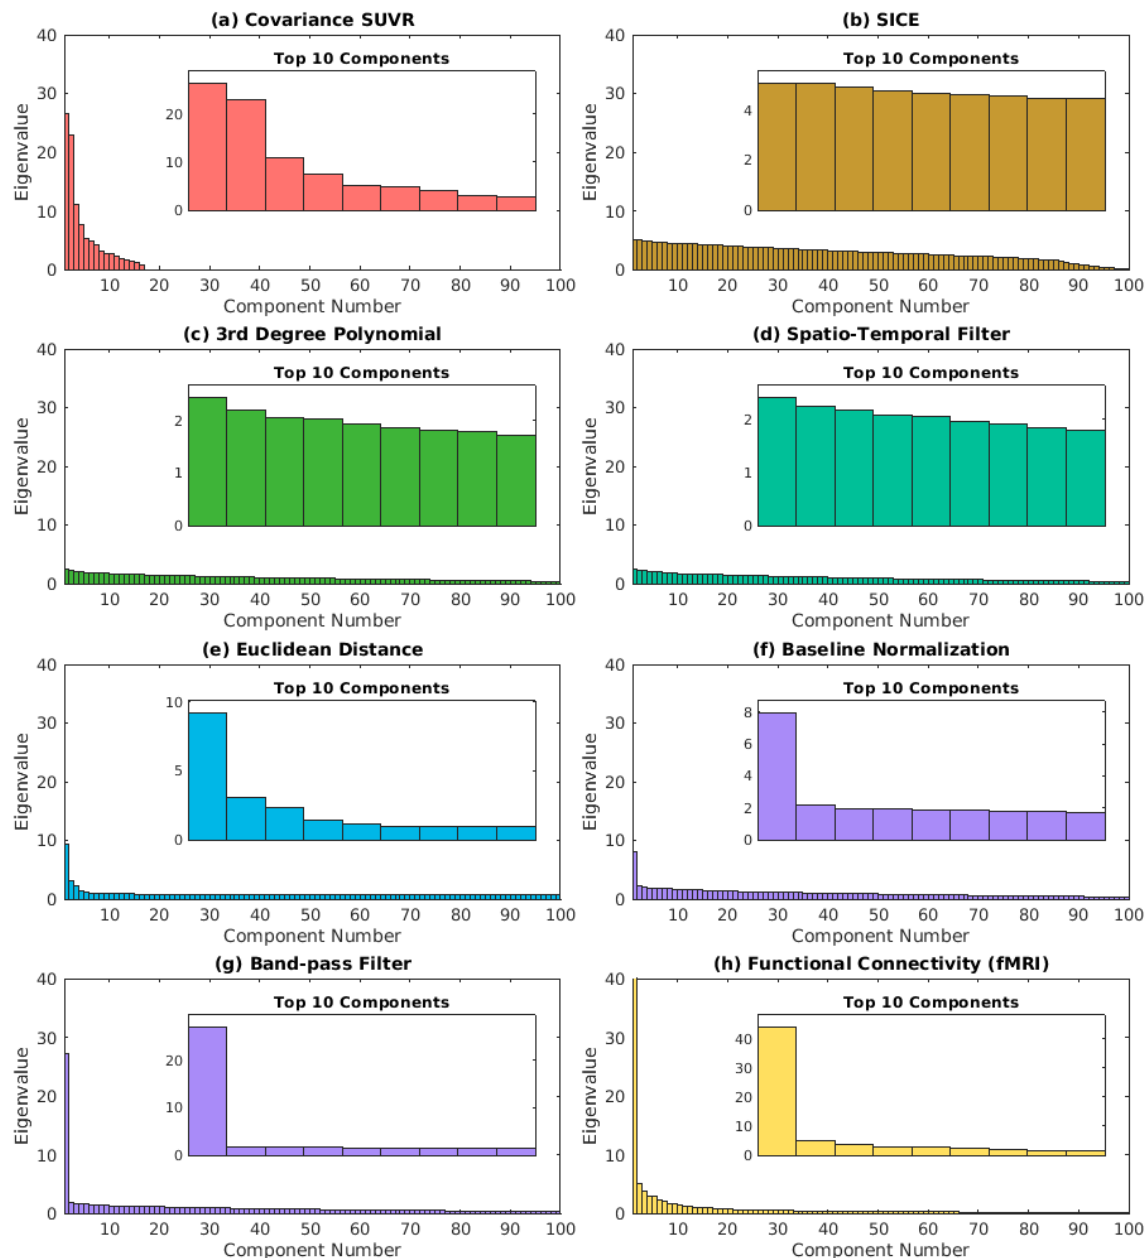 (a) Covariance SUVR
Top 10 Components
Eigenvalue
40
30
20
10
0
20
10
0
10 20 30 40 50 60 70 80 90 100
Component Number
(b) SICE
Top 10 Components
Eigenvalue
40
30
20
10
0
4
2
0
10 20 30 40 50 60 70 80 90 100
Component Number
(c) 3rd Degree Polynomial
Top 10 Components
Eigenvalue
40
30
20
10
0
2
1
0
10 20 30 40 50 60 70 80 90 100
Component Number
(d) Spatio-Temporal Filter
Top 10 Components
Eigenvalue
40
30
20
10
0
2
1
0
10 20 30 40 50 60 70 80 90 100
Component Number
(e) Euclidean Distance
Top 10 Components
Eigenvalue
40
30
20
10
0
10
5
0
10 20 30 40 50 60 70 80 90 100
Component Number
(f) Baseline Normalization
Top 10 Components
Eigenvalue
40
30
20
10
0
8
6
4
2
0
10 20 30 40 50 60 70 80 90 100
Component Number
(g) Band-pass Filter
Top 10 Components
Eigenvalue
40
30
20
10
0
20
10
0
10 20 30 40 50 60 70 80 90 100
Component Number
(h) Functional Connectivity (fMRI)
Top 10 Components
Eigenvalue
40
30
20
10
0
40
30
20
10
0
10 20 30 40 50 60 70 80 90 100
Component Number